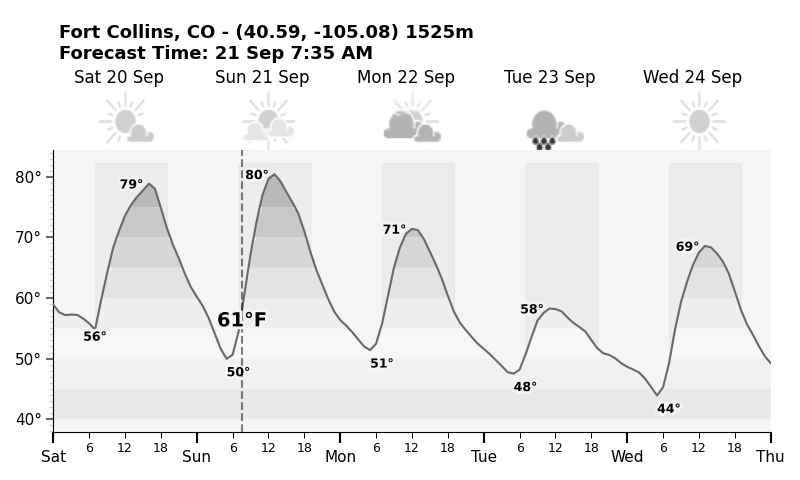 Fort Collins, CO - (40.59, -105.08) 1525m
Forecast Time: 21 Sep 7:35 AM
Sat 20 Sep Sun 21 Sep Mon 22 Sep Tue 23 Sep Wed 24 Sep
80° 79° 80°
70° 71° 69°
60° 61°F 58°
56°
50° 50° 51° 48°
40° 44°
6 12 18 6 12 18 6 12 18 6 12 18 6 12 18
Sat Sun Mon Tue Wed Thu